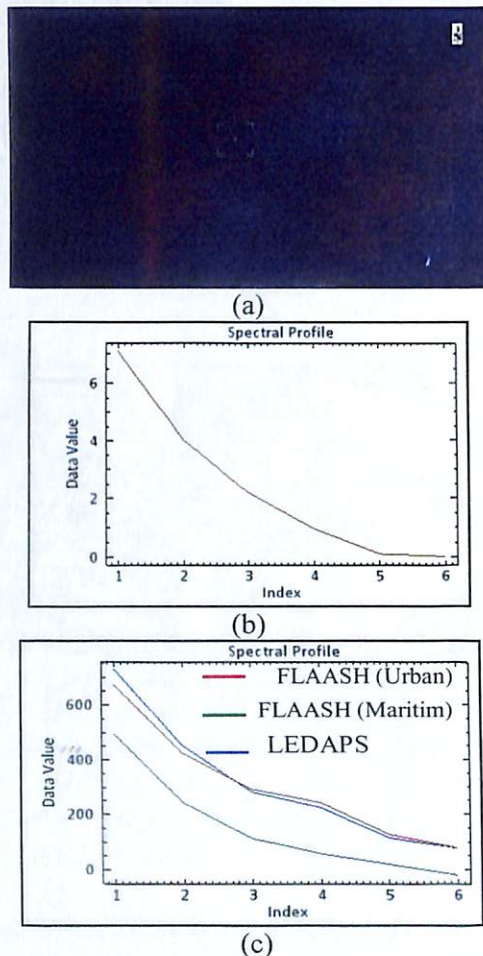 (a)
Spectral Profile
Data Value
6
4
2
0
1 2 3 4 5 6
Index
(b)
Spectral Profile
Data Value
600
400
200
0
FLAASH (Urban)
FLAASH (Maritim)
LEDAPS
1 2 3 4 5 6
Index
(c)